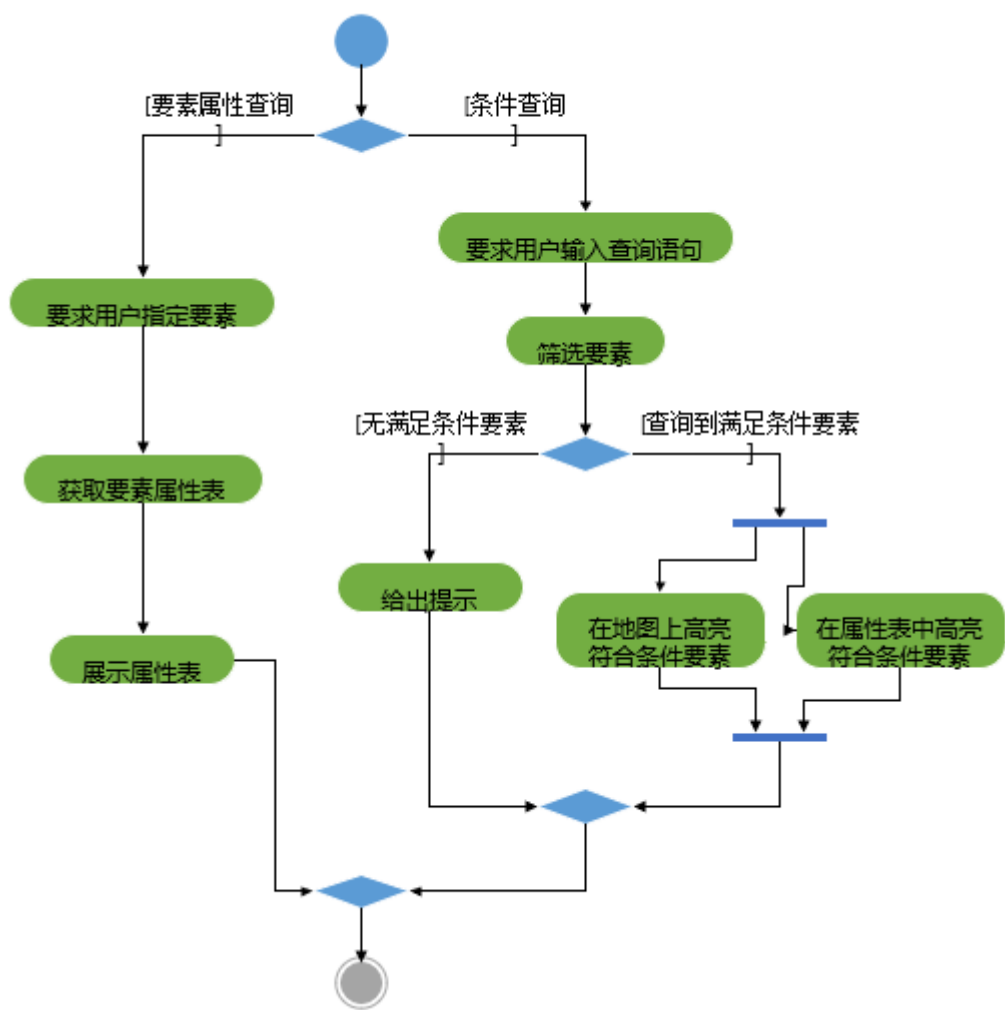 [要素属性查询
]
[条件查询
]
要求用户输入查询语句
要求用户指定要素
筛选要素
[无满足条件要素
]
[查询到满足条件要素
]
获取要素属性表
给出提示
在地图上高亮
符合条件要素
在属性表中高亮
符合条件要素
展示属性表